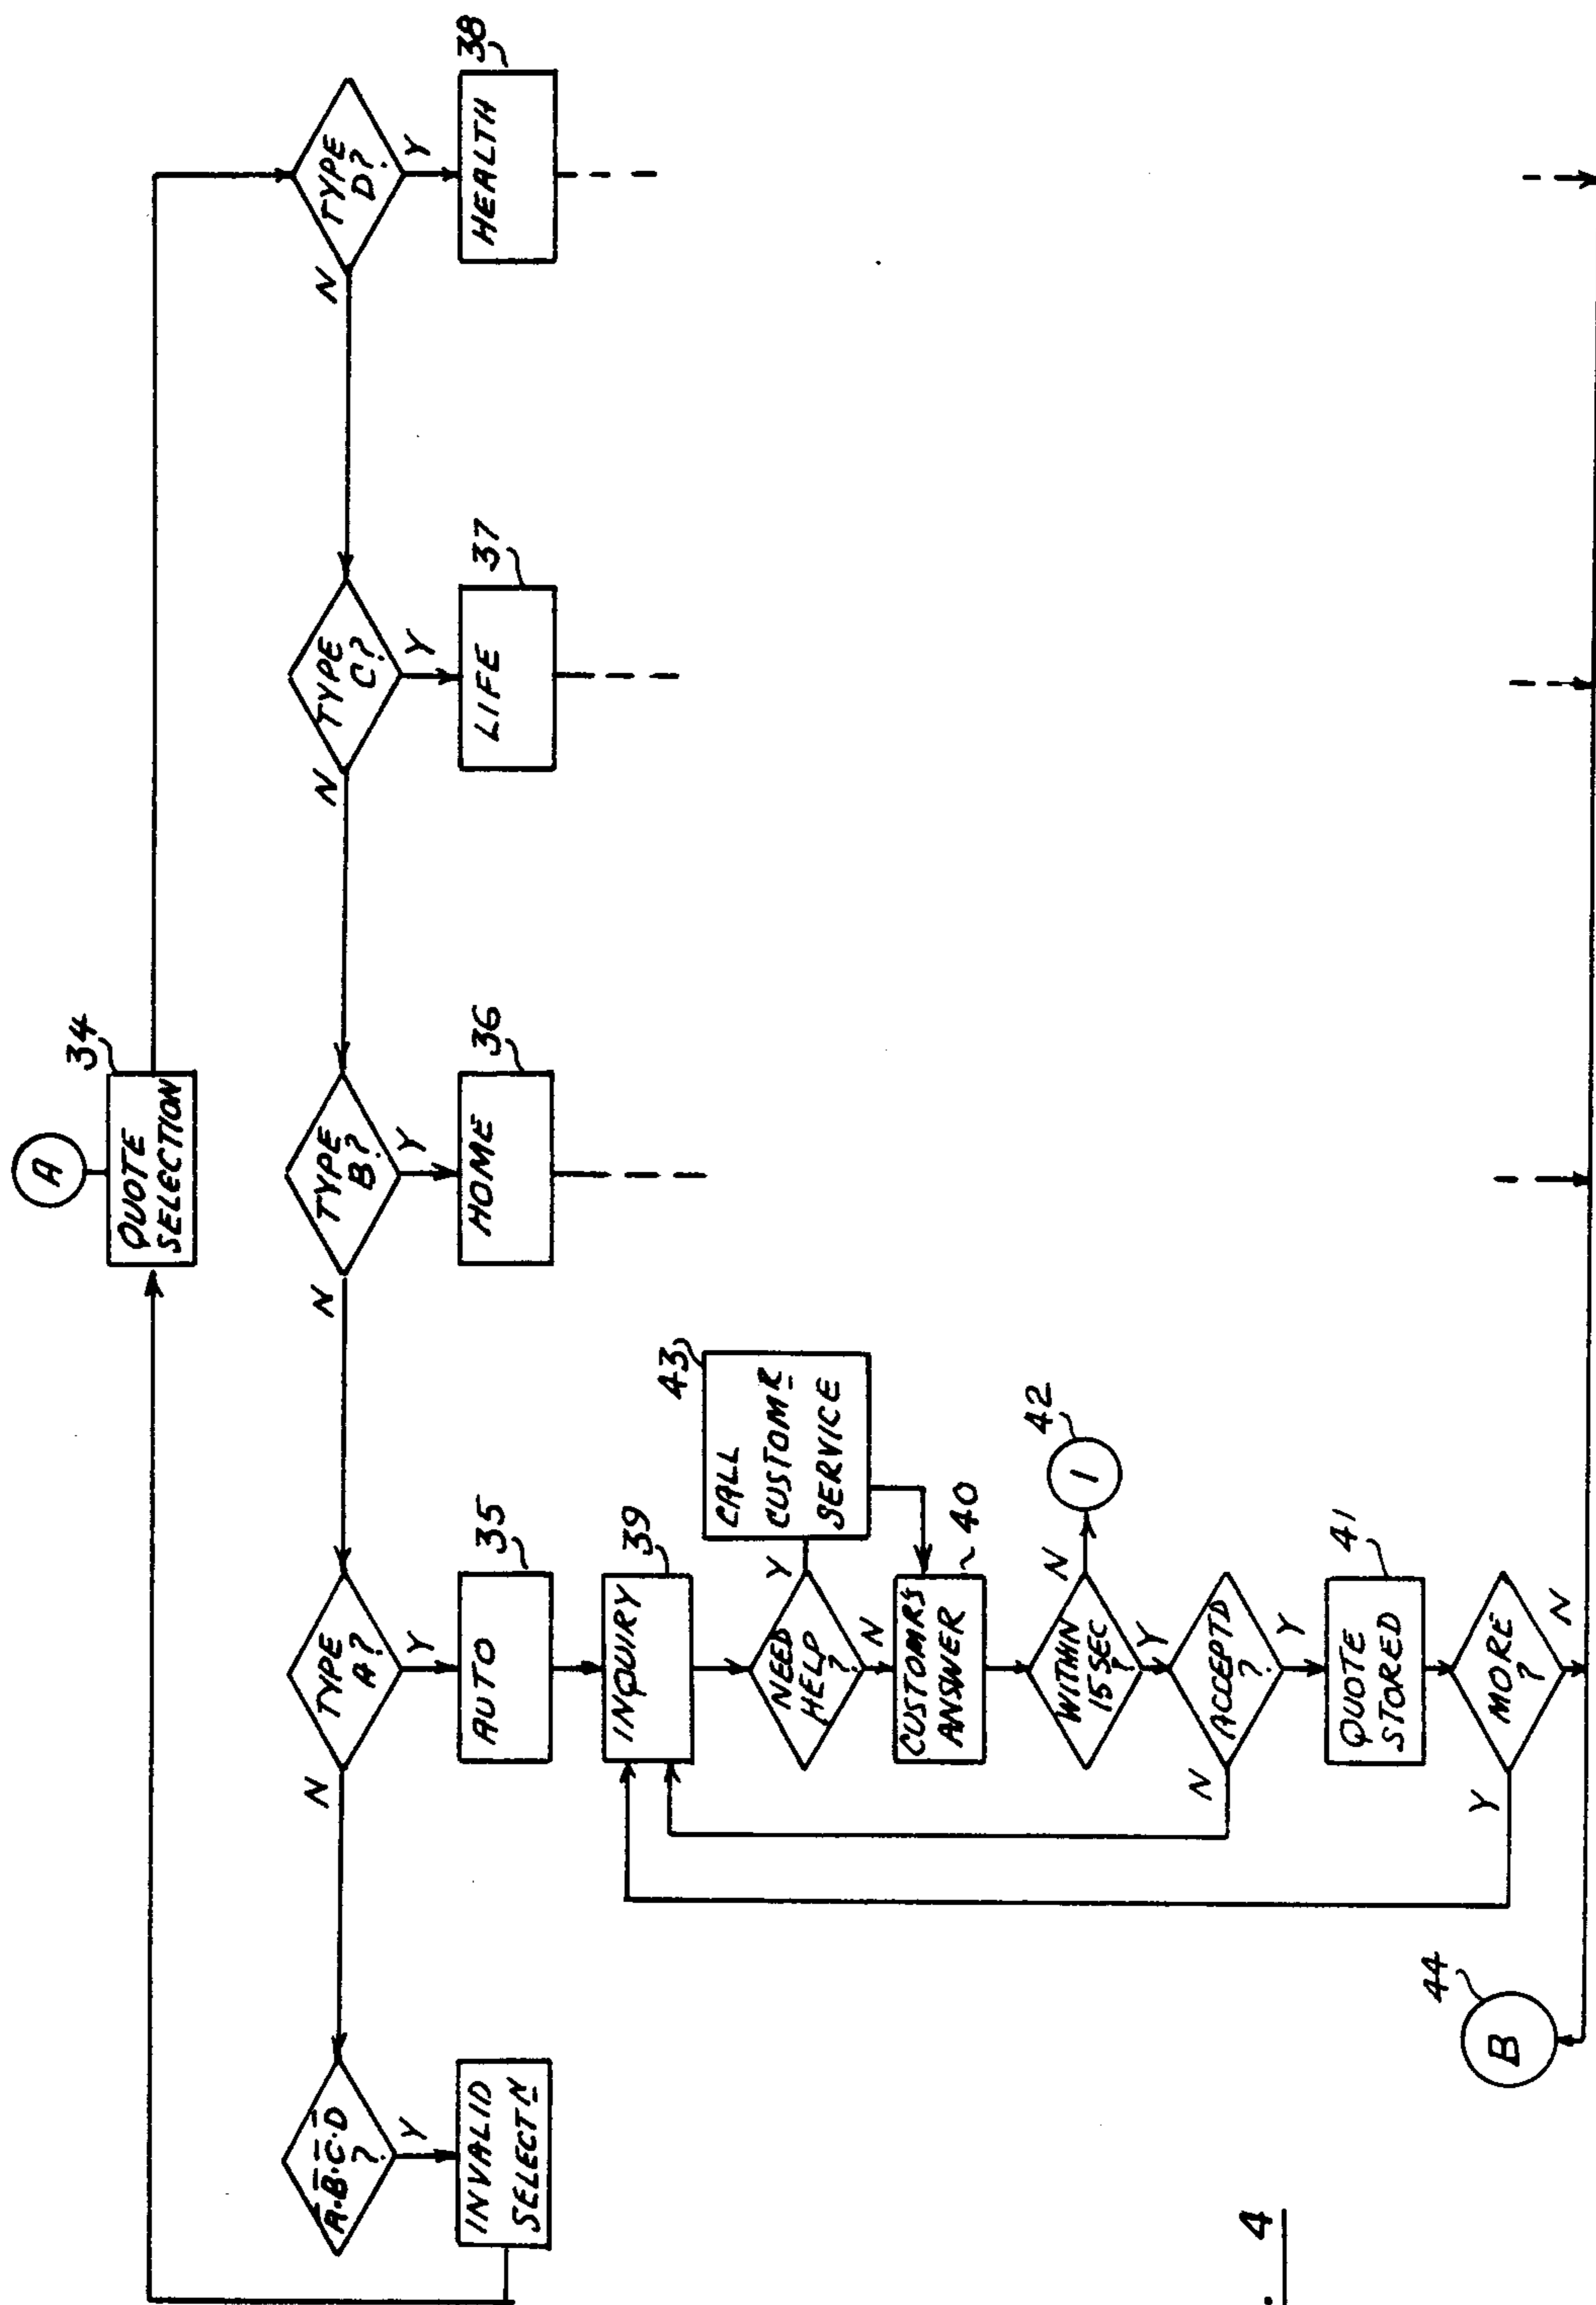 A
34
QUOTE
SELECTION
A̅·B̅·C̅·D̅
?
Y
INVALID
SELECTN
N
TYPE
A?
Y
N
TYPE
B?
Y
N
TYPE
C?
Y
N
TYPE
D?
Y
AUTO
35
HOME
36
LIFE
37
HEALTH
38
INQUIRY
39
NEED
HELP
?
Y
N
CALL
CUSTOMR
SERVICE
43
CUSTOMR'S
ANSWER
40
WITHIN
15 SEC
?
N
1
42
Y
ACCEPTD
?
N
Y
QUOTE
STORED
41
MORE
?
Y
N
B
44
4